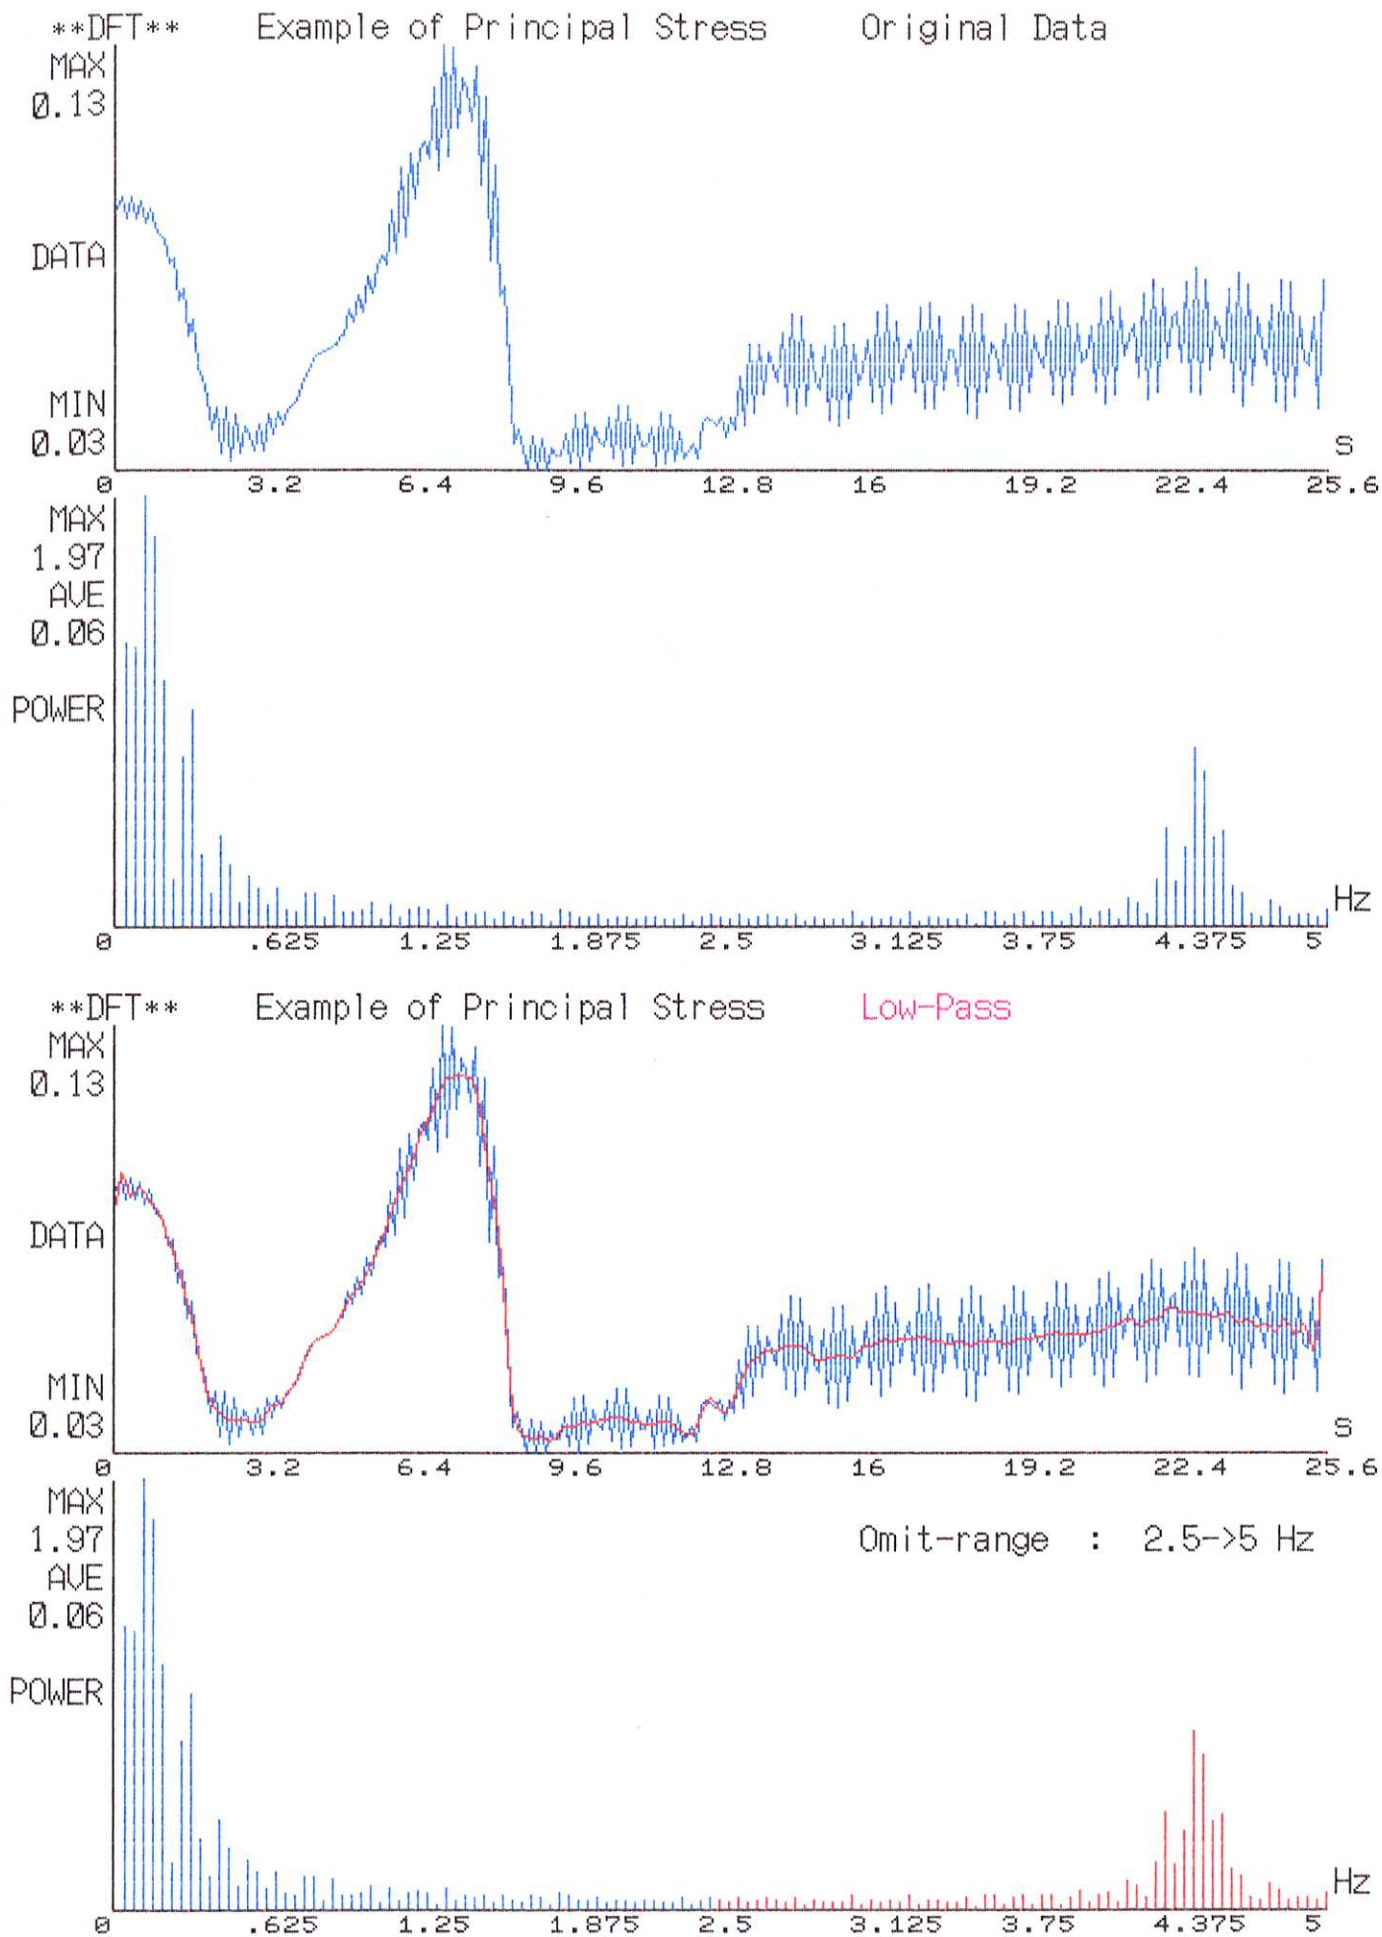 **DFT** Example of Principal Stress Original Data
MAX
0.13
DATA
MIN
0.03
S
0 3.2 6.4 9.6 12.8 16 19.2 22.4 25.6
MAX
1.97
AVE
0.06
POWER
Hz
0 .625 1.25 1.875 2.5 3.125 3.75 4.375 5
**DFT** Example of Principal Stress Low-Pass
MAX
0.13
DATA
MIN
0.03
S
0 3.2 6.4 9.6 12.8 16 19.2 22.4 25.6
MAX
1.97
Omit-range : 2.5->5 Hz
AVE
0.06
POWER
Hz
0 .625 1.25 1.875 2.5 3.125 3.75 4.375 5